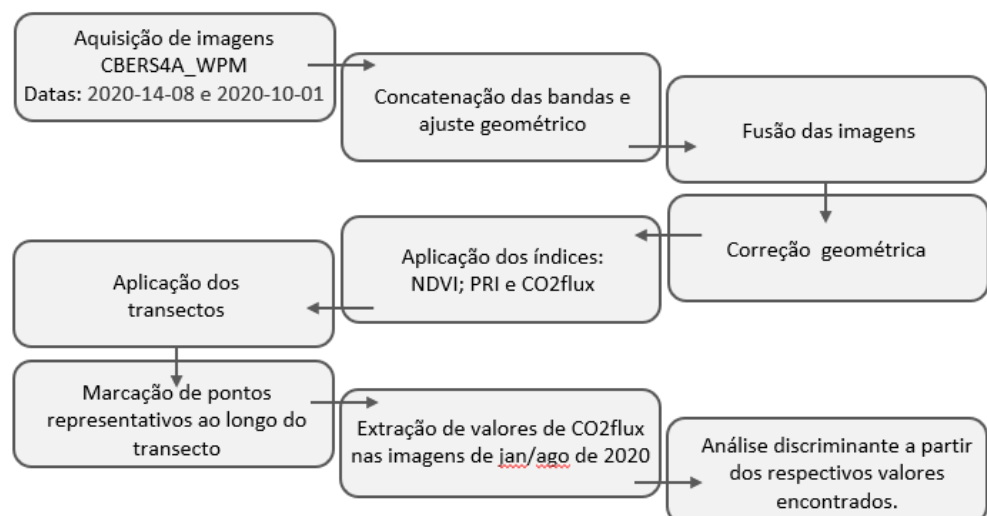 Aquisição de imagens
CBERS4A_WPM
Datas: 2020-14-08 e 2020-10-01
Concatenação das bandas e
ajuste geométrico
Fusão das imagens
Correção geométrica
Aplicação dos índices:
NDVI; PRI e CO2flux
Aplicação dos
transectos
Marcação de pontos
representativos ao longo do
transecto
Extração de valores de CO2flux
nas imagens de jan/ago de 2020
Análise discriminante a partir
dos respectivos valores
encontrados.